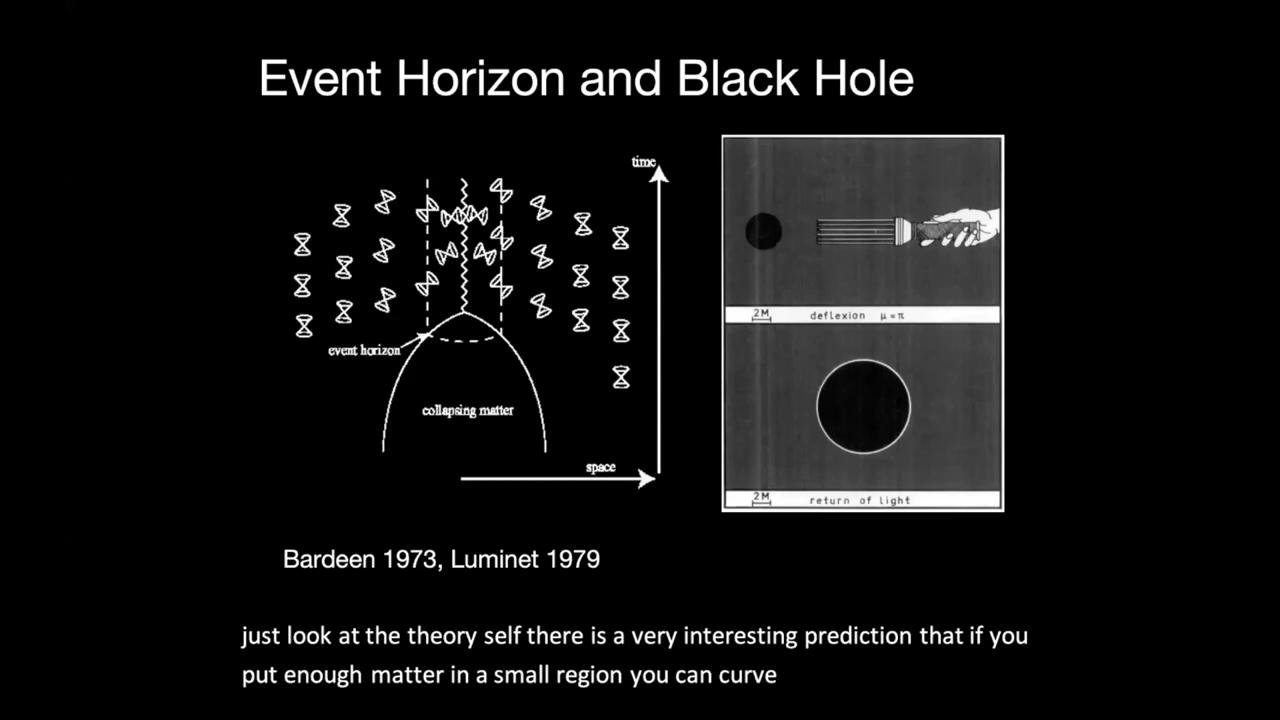 Event Horizon and Black Hole
time
event horizon
collapsing matter
space
2M deflexion μ=π
2M return of light
Bardeen 1973, Luminet 1979
just look at the theory self there is a very interesting prediction that if you
put enough matter in a small region you can curve